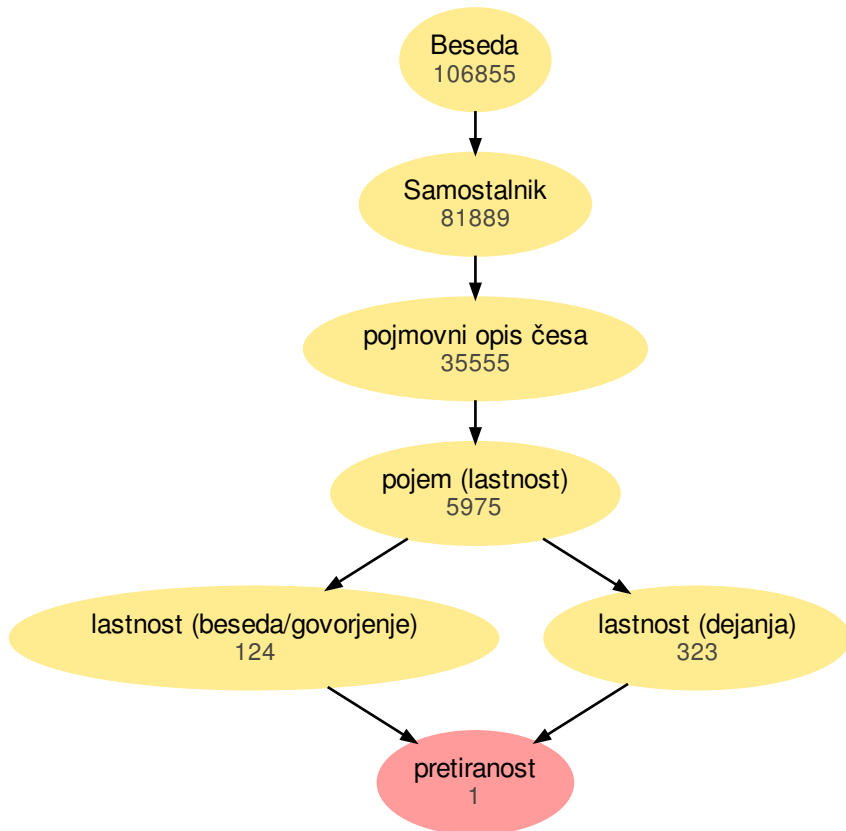 Beseda
106855
Samostalnik
81889
pojmovni opis česa
35555
pojem (lastnost)
5975
lastnost (beseda/govorjenje)
124
lastnost (dejanja)
323
pretiranost
1